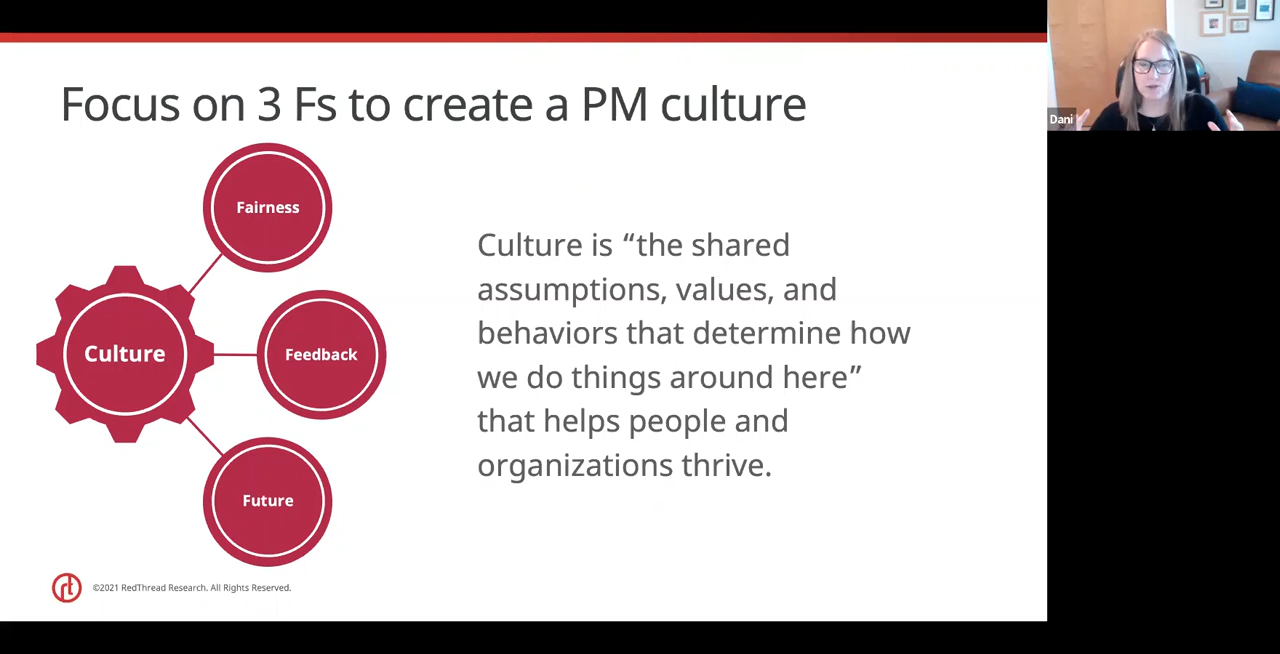 Focus on 3 Fs to create a PM culture
Dani
Fairness
Culture
Feedback
Future
Culture is “the shared
assumptions, values, and
behaviors that determine how
we do things around here”
that helps people and
organizations thrive.
rt
©2021 RedThread Research. All Rights Reserved.